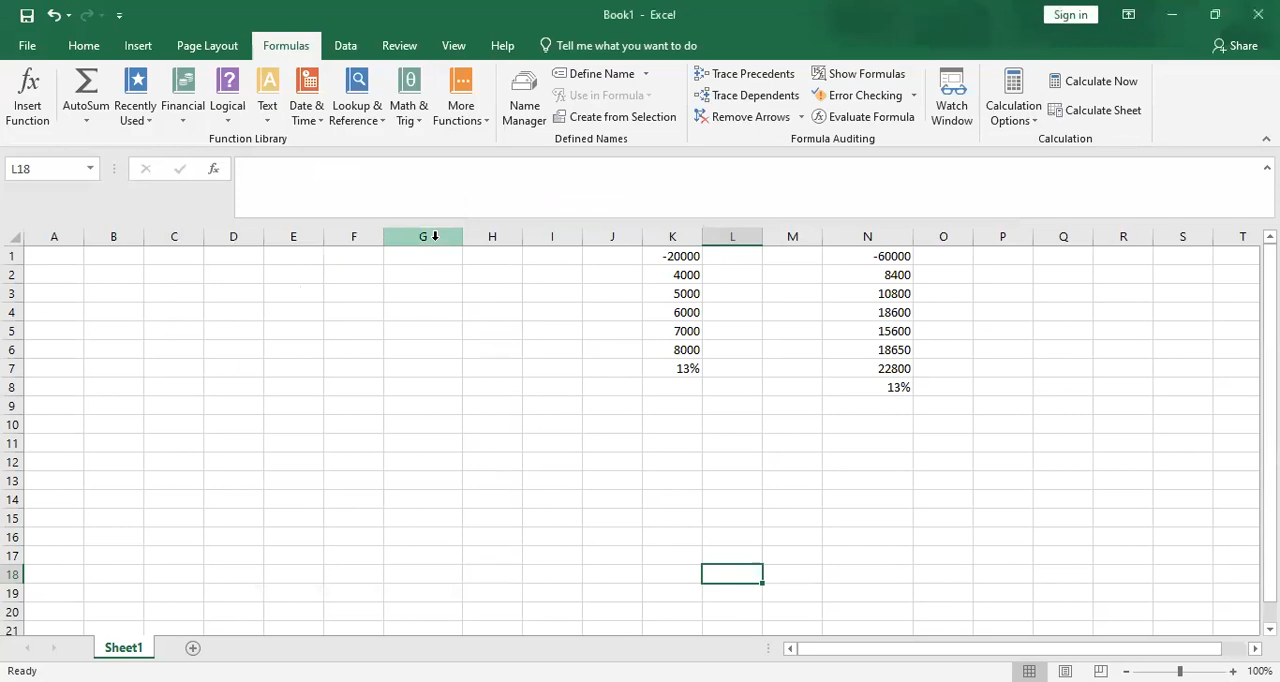 Book1 - Excel
Sign in
File Home Insert Page Layout Formulas Data Review View Help Tell me what you want to do
Share
Insert Function
AutoSum
Recently Used
Financial
Logical
Text
Date & Time
Lookup & Reference
Math & Trig
More Functions
Function Library
Name Manager
Define Name
Use in Formula
Create from Selection
Defined Names
Trace Precedents
Trace Dependents
Remove Arrows
Show Formulas
Error Checking
Evaluate Formula
Formula Auditing
Watch Window
Calculation Options
Calculate Now
Calculate Sheet
Calculation
L18
fx
A B C D E F G H I J K L M N O P Q R S T
1 -20000 -60000
2 4000 8400
3 5000 10800
4 6000 18600
5 7000 15600
6 8000 18650
7 13% 22800
8 13%
9
10
11
12
13
14
15
16
17
18
19
20
21
Sheet1
Ready
100%